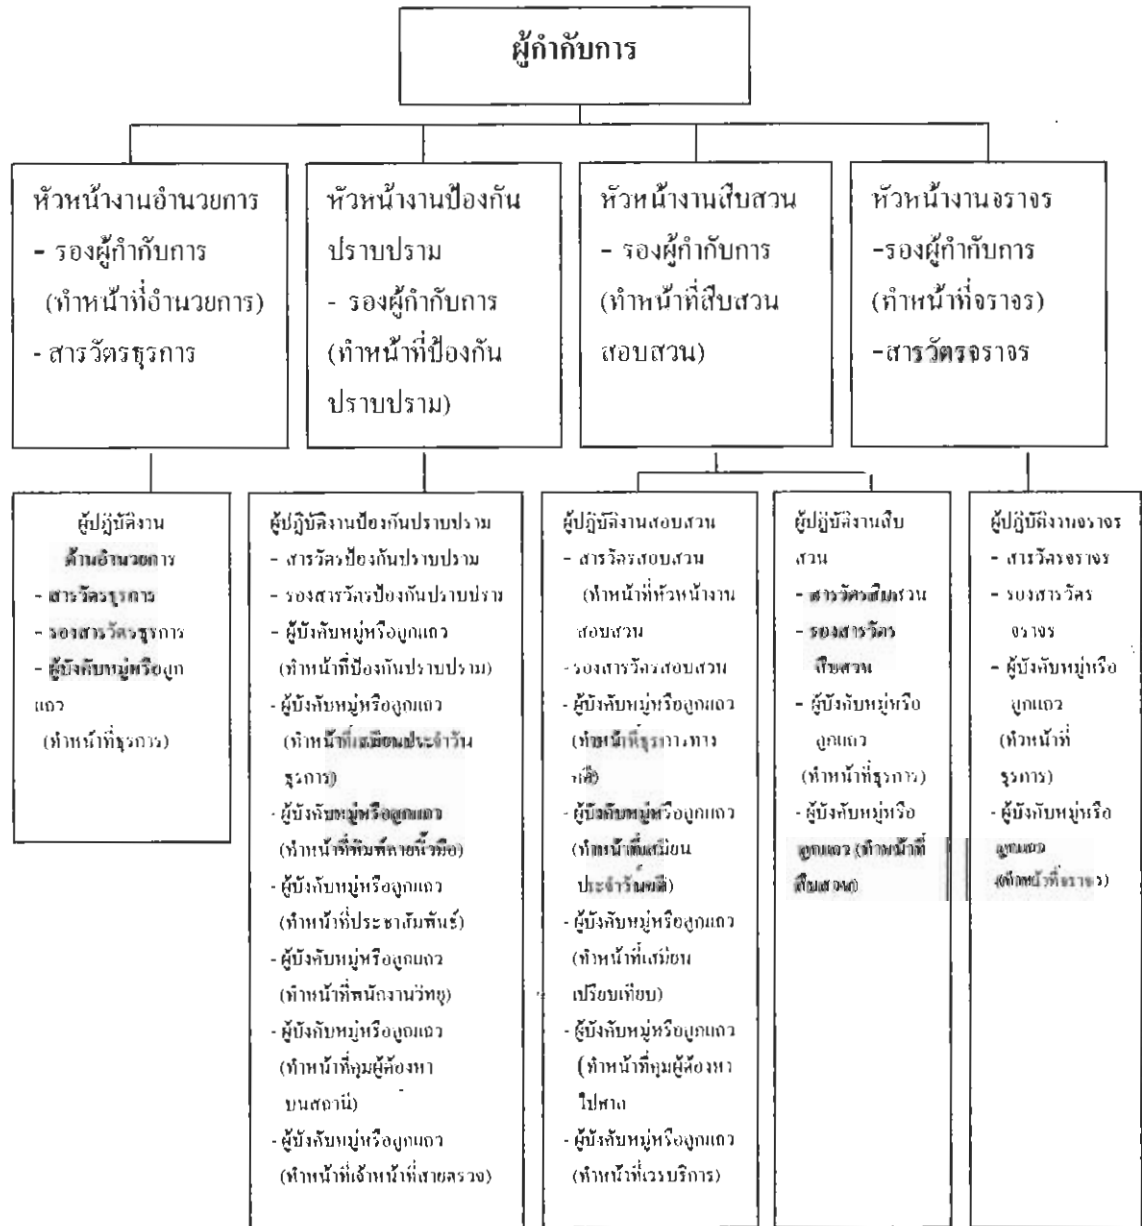 ผู้กำกับการ
หัวหน้างานอำนวยการ
- รองผู้กำกับการ
(ทำหน้าที่อำนวยการ)
- สารวัตรธุรการ
หัวหน้างานป้องกัน
ปราบปราม
- รองผู้กำกับการ
(ทำหน้าที่ป้องกัน
ปราบปราม)
หัวหน้างานสืบสวน
- รองผู้กำกับการ
(ทำหน้าที่สืบสวน
สอบสวน)
หัวหน้างานจราจร
-รองผู้กำกับการ
(ทำหน้าที่จราจร)
-สารวัตรจราจร
ผู้ปฏิบัติงาน
ด้านอำนวยการ
- สารวัตรธุรการ
- รองสารวัตรธุรการ
- ผู้บังคับหมู่หรือลูก
แถว
(ทำหน้าที่ธุรการ)
ผู้ปฏิบัติงานป้องกันปราบปราม
- สารวัตรป้องกันปราบปราม
- รองสารวัตรป้องกันปราบปราม
- ผู้บังคับหมู่หรือลูกแถว
(ทำหน้าที่ป้องกันปราบปราม)
- ผู้บังคับหมู่หรือลูกแถว
(ทำหน้าที่เสมียนประจำวัน
ธุรการ)
- ผู้บังคับหมู่หรือลูกแถว
(ทำหน้าที่พิมพ์ลายนิ้วมือ)
- ผู้บังคับหมู่หรือลูกแถว
(ทำหน้าที่ประชาสัมพันธ์)
- ผู้บังคับหมู่หรือลูกแถว
(ทำหน้าที่พนักงานวิทยุ)
- ผู้บังคับหมู่หรือลูกแถว
(ทำหน้าที่คุมผู้ต้องหา
บนสถานี)
- ผู้บังคับหมู่หรือลูกแถว
(ทำหน้าที่เจ้าหน้าที่สายตรวจ)
ผู้ปฏิบัติงานสอบสวน
- สารวัตรสอบสวน
(ทำหน้าที่หัวหน้างาน
สอบสวน
- รองสารวัตรสอบสวน
- ผู้บังคับหมู่หรือลูกแถว
(ทำหน้าที่ธุรการทาง
คดี)
- ผู้บังคับหมู่หรือลูกแถว
(ทำหน้าที่เสมียน
ประจำวันคดี)
- ผู้บังคับหมู่หรือลูกแถว
(ทำหน้าที่เสมียน
เปรียบเทียบ)
- ผู้บังคับหมู่หรือลูกแถว
(ทำหน้าที่คุมผู้ต้องหา
ไปศาล
- ผู้บังคับหมู่หรือลูกแถว
(ทำหน้าที่เวรบริการ)
ผู้ปฏิบัติงานสืบ
สวน
- สารวัตรสืบสวน
- รองสารวัตร
สืบสวน
- ผู้บังคับหมู่หรือ
ลูกแถว
(ทำหน้าที่ธุรการ)
- ผู้บังคับหมู่หรือ
ลูกแถว (ทำหน้าที่
สืบสวน)
ผู้ปฏิบัติงานจราจร
- สารวัตรจราจร
- รองสารวัตร
จราจร
- ผู้บังคับหมู่หรือ
ลูกแถว
(ทำหน้าที่
ธุรการ)
- ผู้บังคับหมู่หรือ
ลูกแถว
(ทำหน้าที่จราจร)